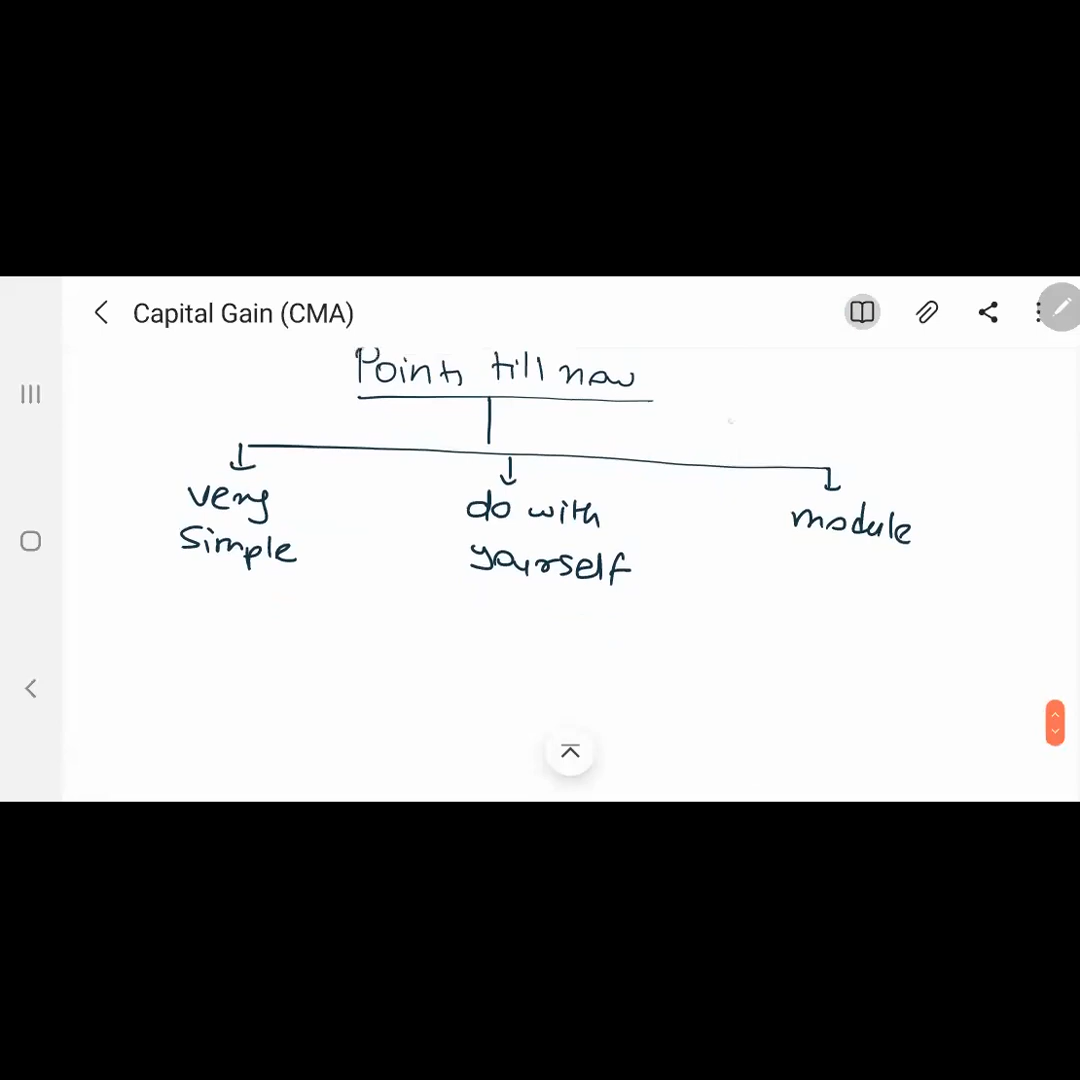 Capital Gain (CMA)
Points till now
very
Simple
do with
yourself
module